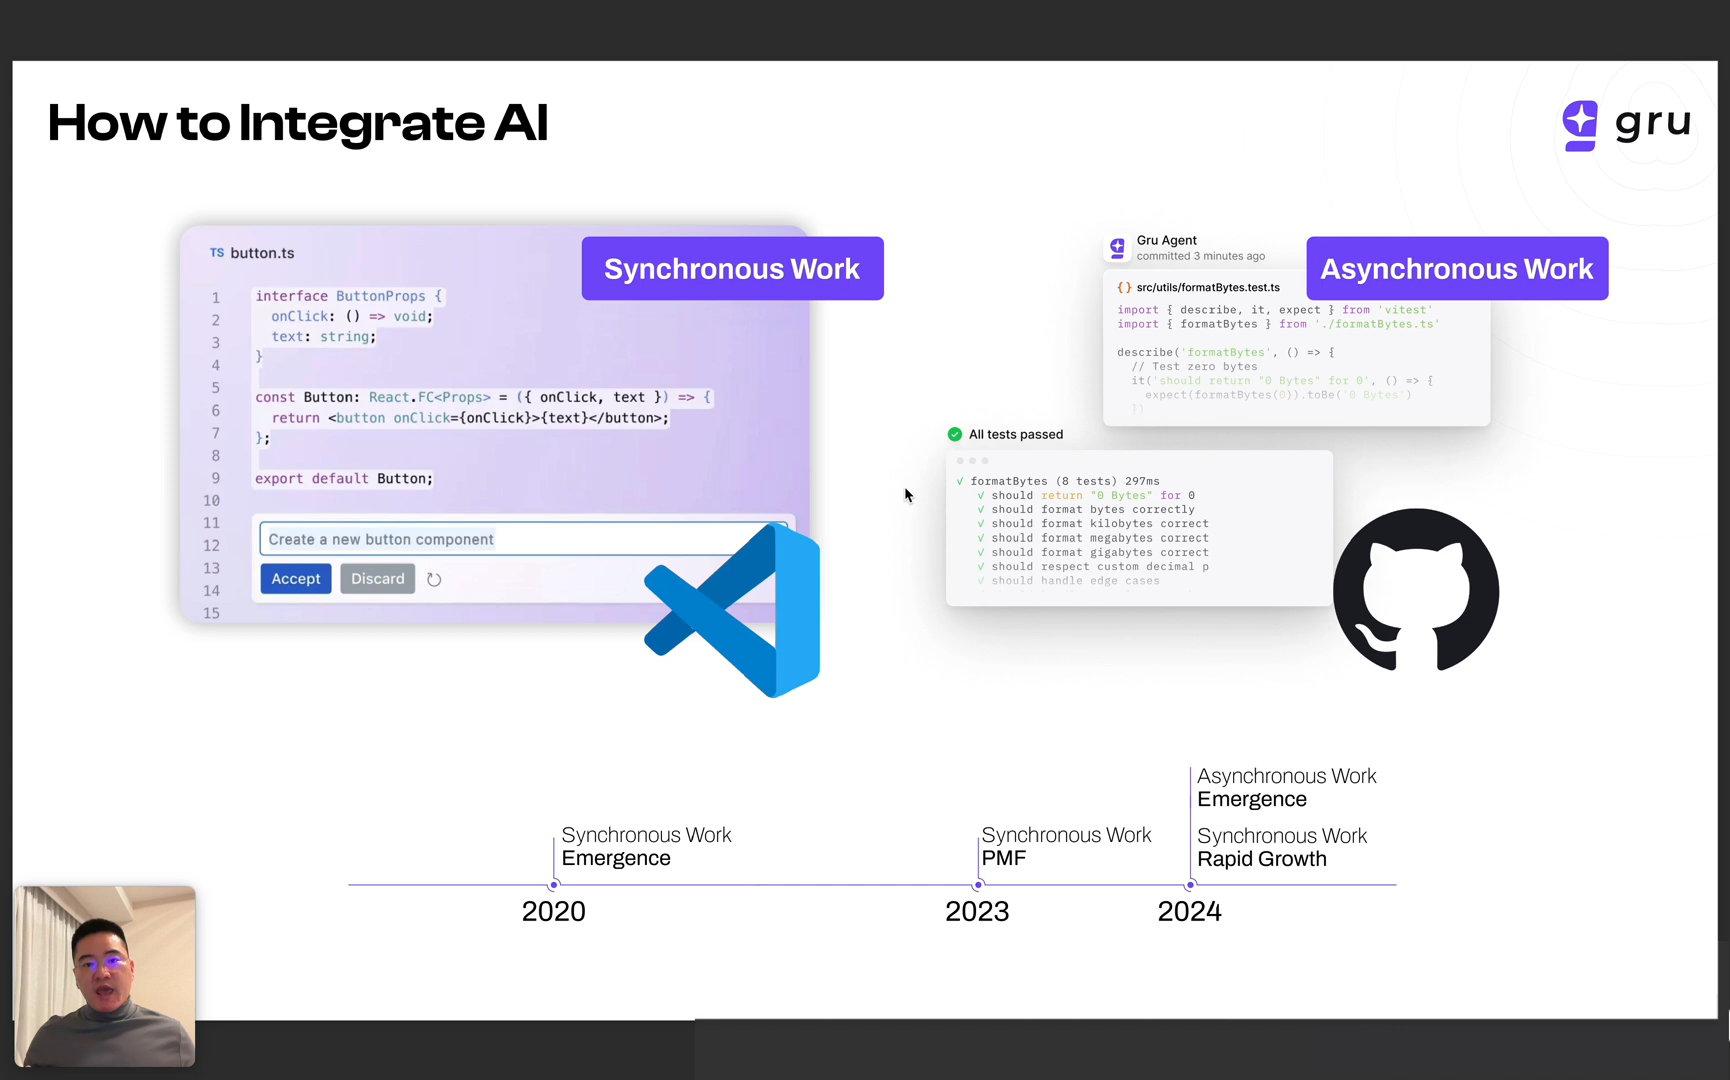 How to Integrate AI
gru
TS button.ts
Synchronous Work
1
2
3
4
5
6
7
8
9
10
11
12
13
14
15
interface ButtonProps {
onClick: () => void;
text: string;
}
const Button: React.FC<Props> = ({ onClick, text }) => {
return <button onClick={onClick}>{text}</button>;
};
export default Button;
Create a new button component
Accept Discard
Gru Agent
committed 3 minutes ago
Asynchronous Work
{ } src/utils/formatBytes.test.ts
import { describe, it, expect } from 'vitest'
import { formatBytes } from './formatBytes.ts'
describe('formatBytes', () => {
// Test zero bytes
it('should return "0 Bytes" for 0', () => {
expect(formatBytes(0)).toBe('0 Bytes')
})
All tests passed
✓ formatBytes (8 tests) 297ms
✓ should return "0 Bytes" for 0
✓ should format bytes correctly
✓ should format kilobytes correct
✓ should format megabytes correct
✓ should format gigabytes correct
✓ should respect custom decimal p
✓ should handle edge cases
Synchronous Work
Emergence
2020
Synchronous Work
PMF
2023
Asynchronous Work
Emergence
Synchronous Work
Rapid Growth
2024